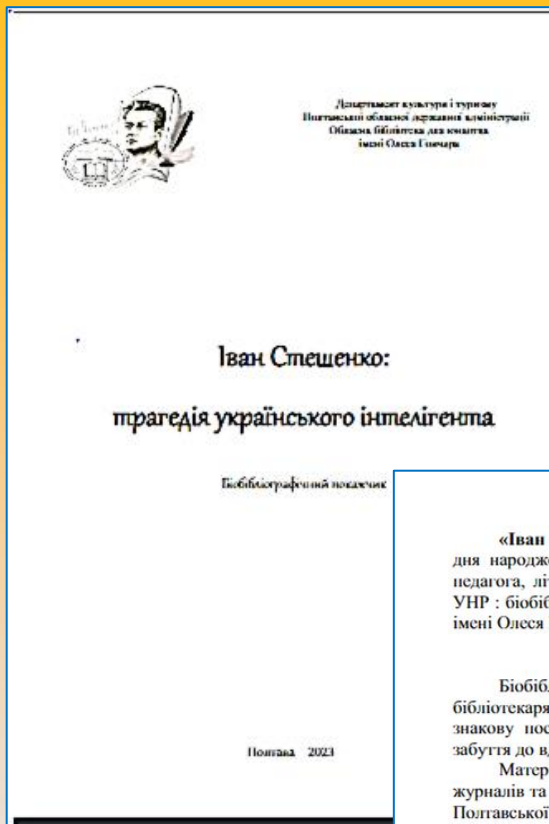 Департамент культури і туризму
Полтавської обласної державної адміністрації
Обласна бібліотека для юнацтва
імені Олеся Гончара
Іван Стешенко:
трагедія українського інтелігента
Біобібліографічний покажчик
Полтава 2023
«Іван
дня народж
педагога, літ
УНР : біобіб
імені Олеся
Біобібл
бібліотекаря
знакову пос
забуття до в
Матер
журналів та
Полтавської